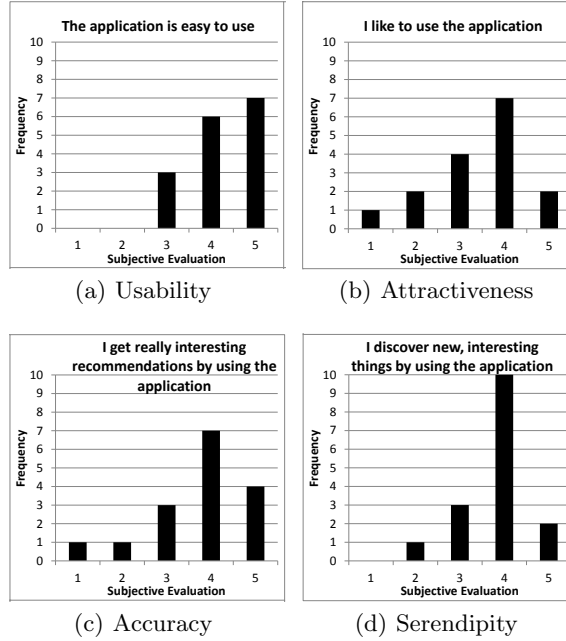 The application is easy to use
10
9
8
7
6
5
4
3
2
1
0
Frequency
1 2 3 4 5
Subjective Evaluation
(a) Usability
I like to use the application
10
9
8
7
6
5
4
3
2
1
0
Frequency
1 2 3 4 5
Subjective Evaluation
(b) Attractiveness
I get really interesting
recommendations by using the
application
10
9
8
7
6
5
4
3
2
1
0
Frequency
1 2 3 4 5
Subjective Evaluation
(c) Accuracy
I discover new, interesting
things by using the application
10
9
8
7
6
5
4
3
2
1
0
Frequency
1 2 3 4 5
Subjective Evaluation
(d) Serendipity